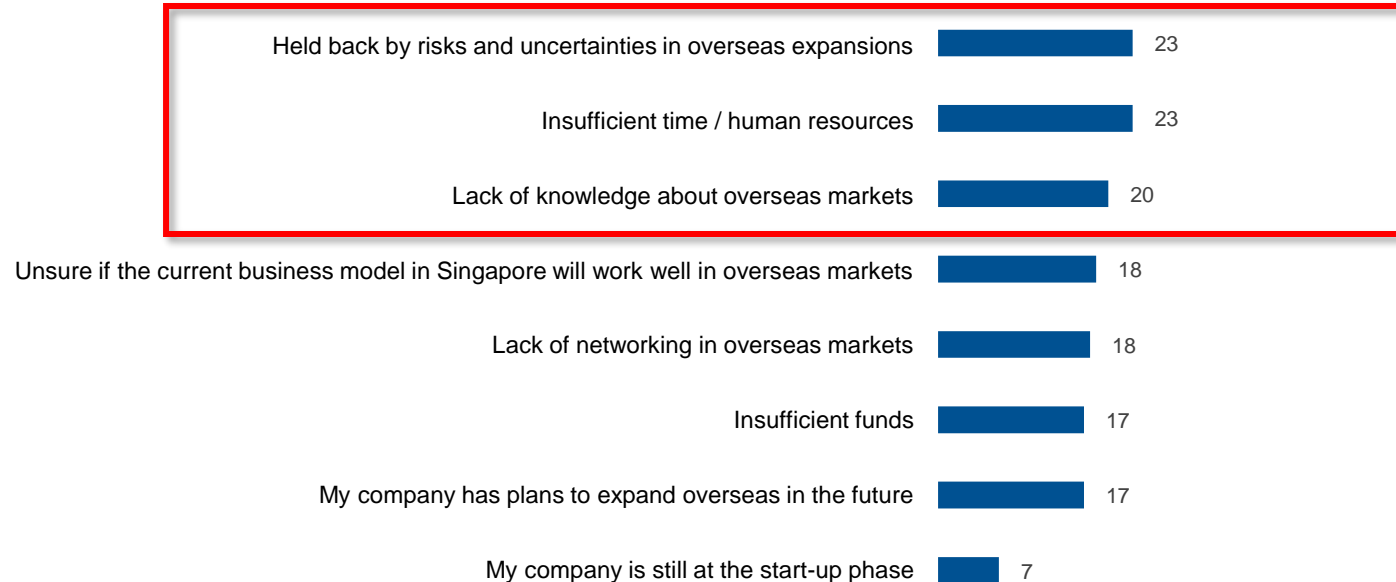 Held back by risks and uncertainties in overseas expansions 23
Insufficient time / human resources 23
Lack of knowledge about overseas markets 20
Unsure if the current business model in Singapore will work well in overseas markets 18
Lack of networking in overseas markets 18
Insufficient funds 17
My company has plans to expand overseas in the future 17
My company is still at the start-up phase 7